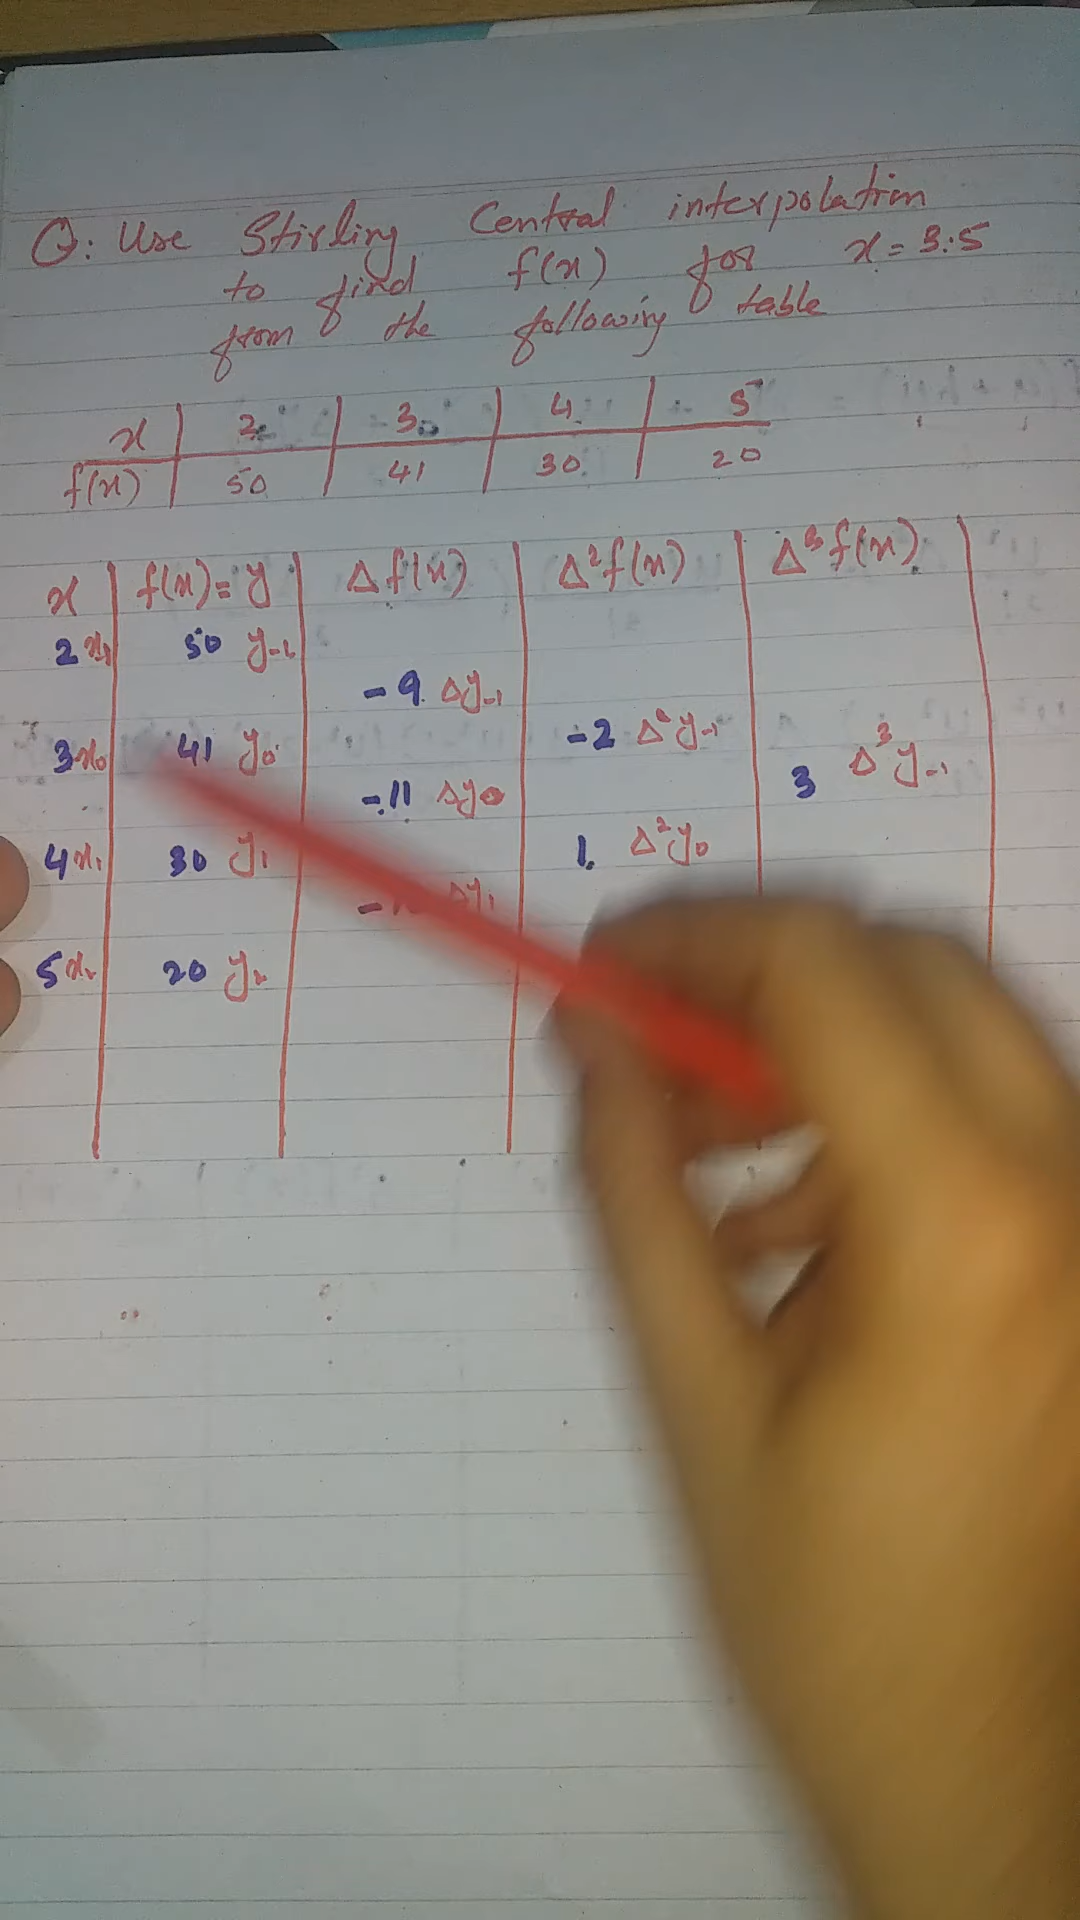 Q: Use Stirling Central interpolation
to find f(x) for x = 3.5
from the following table
x 2 3 4 5
f(x) 50 41 30 20
x f(x) = y Δf(x) Δ²f(x) Δ³f(x)
2 x₋₁ 50 y₋₁
-9 Δy₋₁
3 x₀ 41 y₀ -2 Δ²y₋₁
-11 Δy₀ 3 Δ³y₋₁
4 x₁ 30 y₁ 1 Δ²y₀
Δy₁
5 x₂ 20 y₂